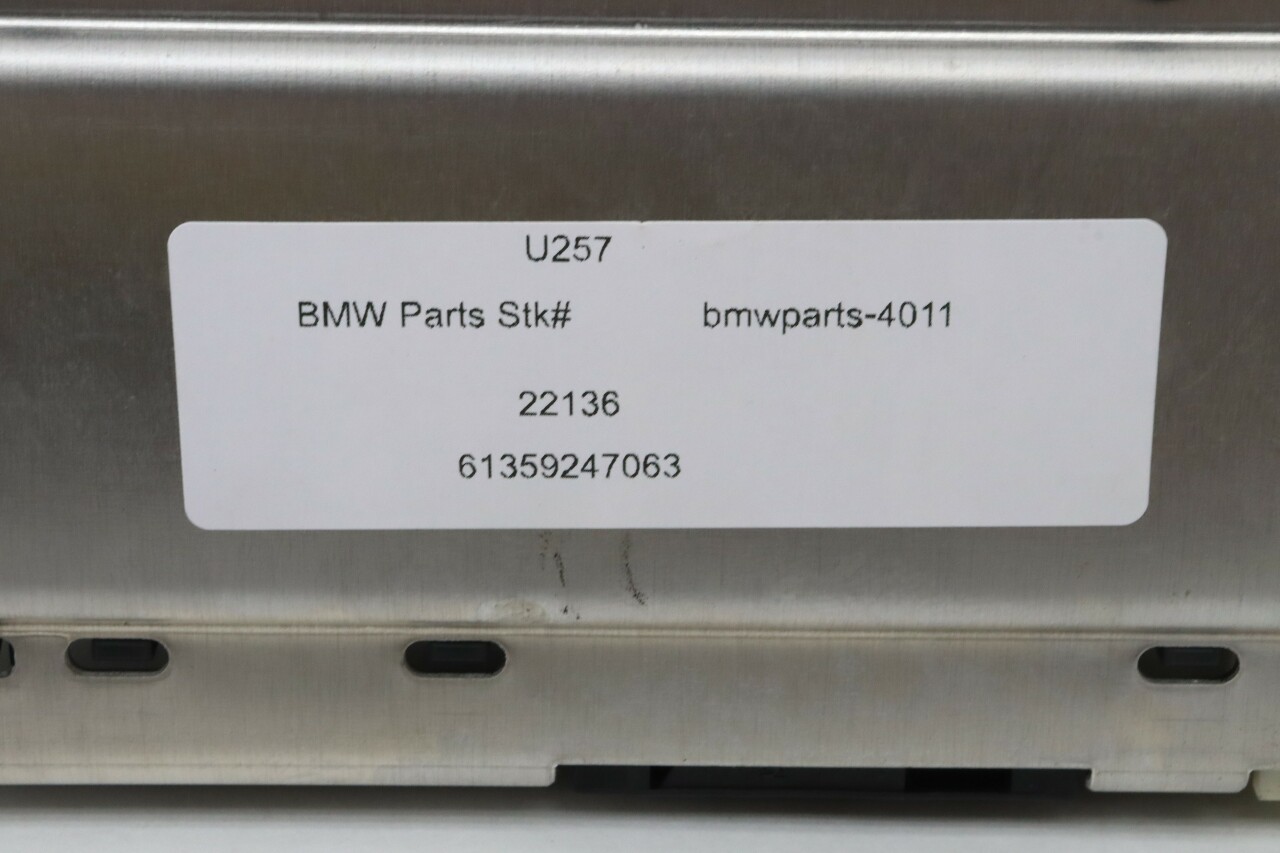 U257
BMW Parts Stk# bmwparts-4011
22136
61359247063